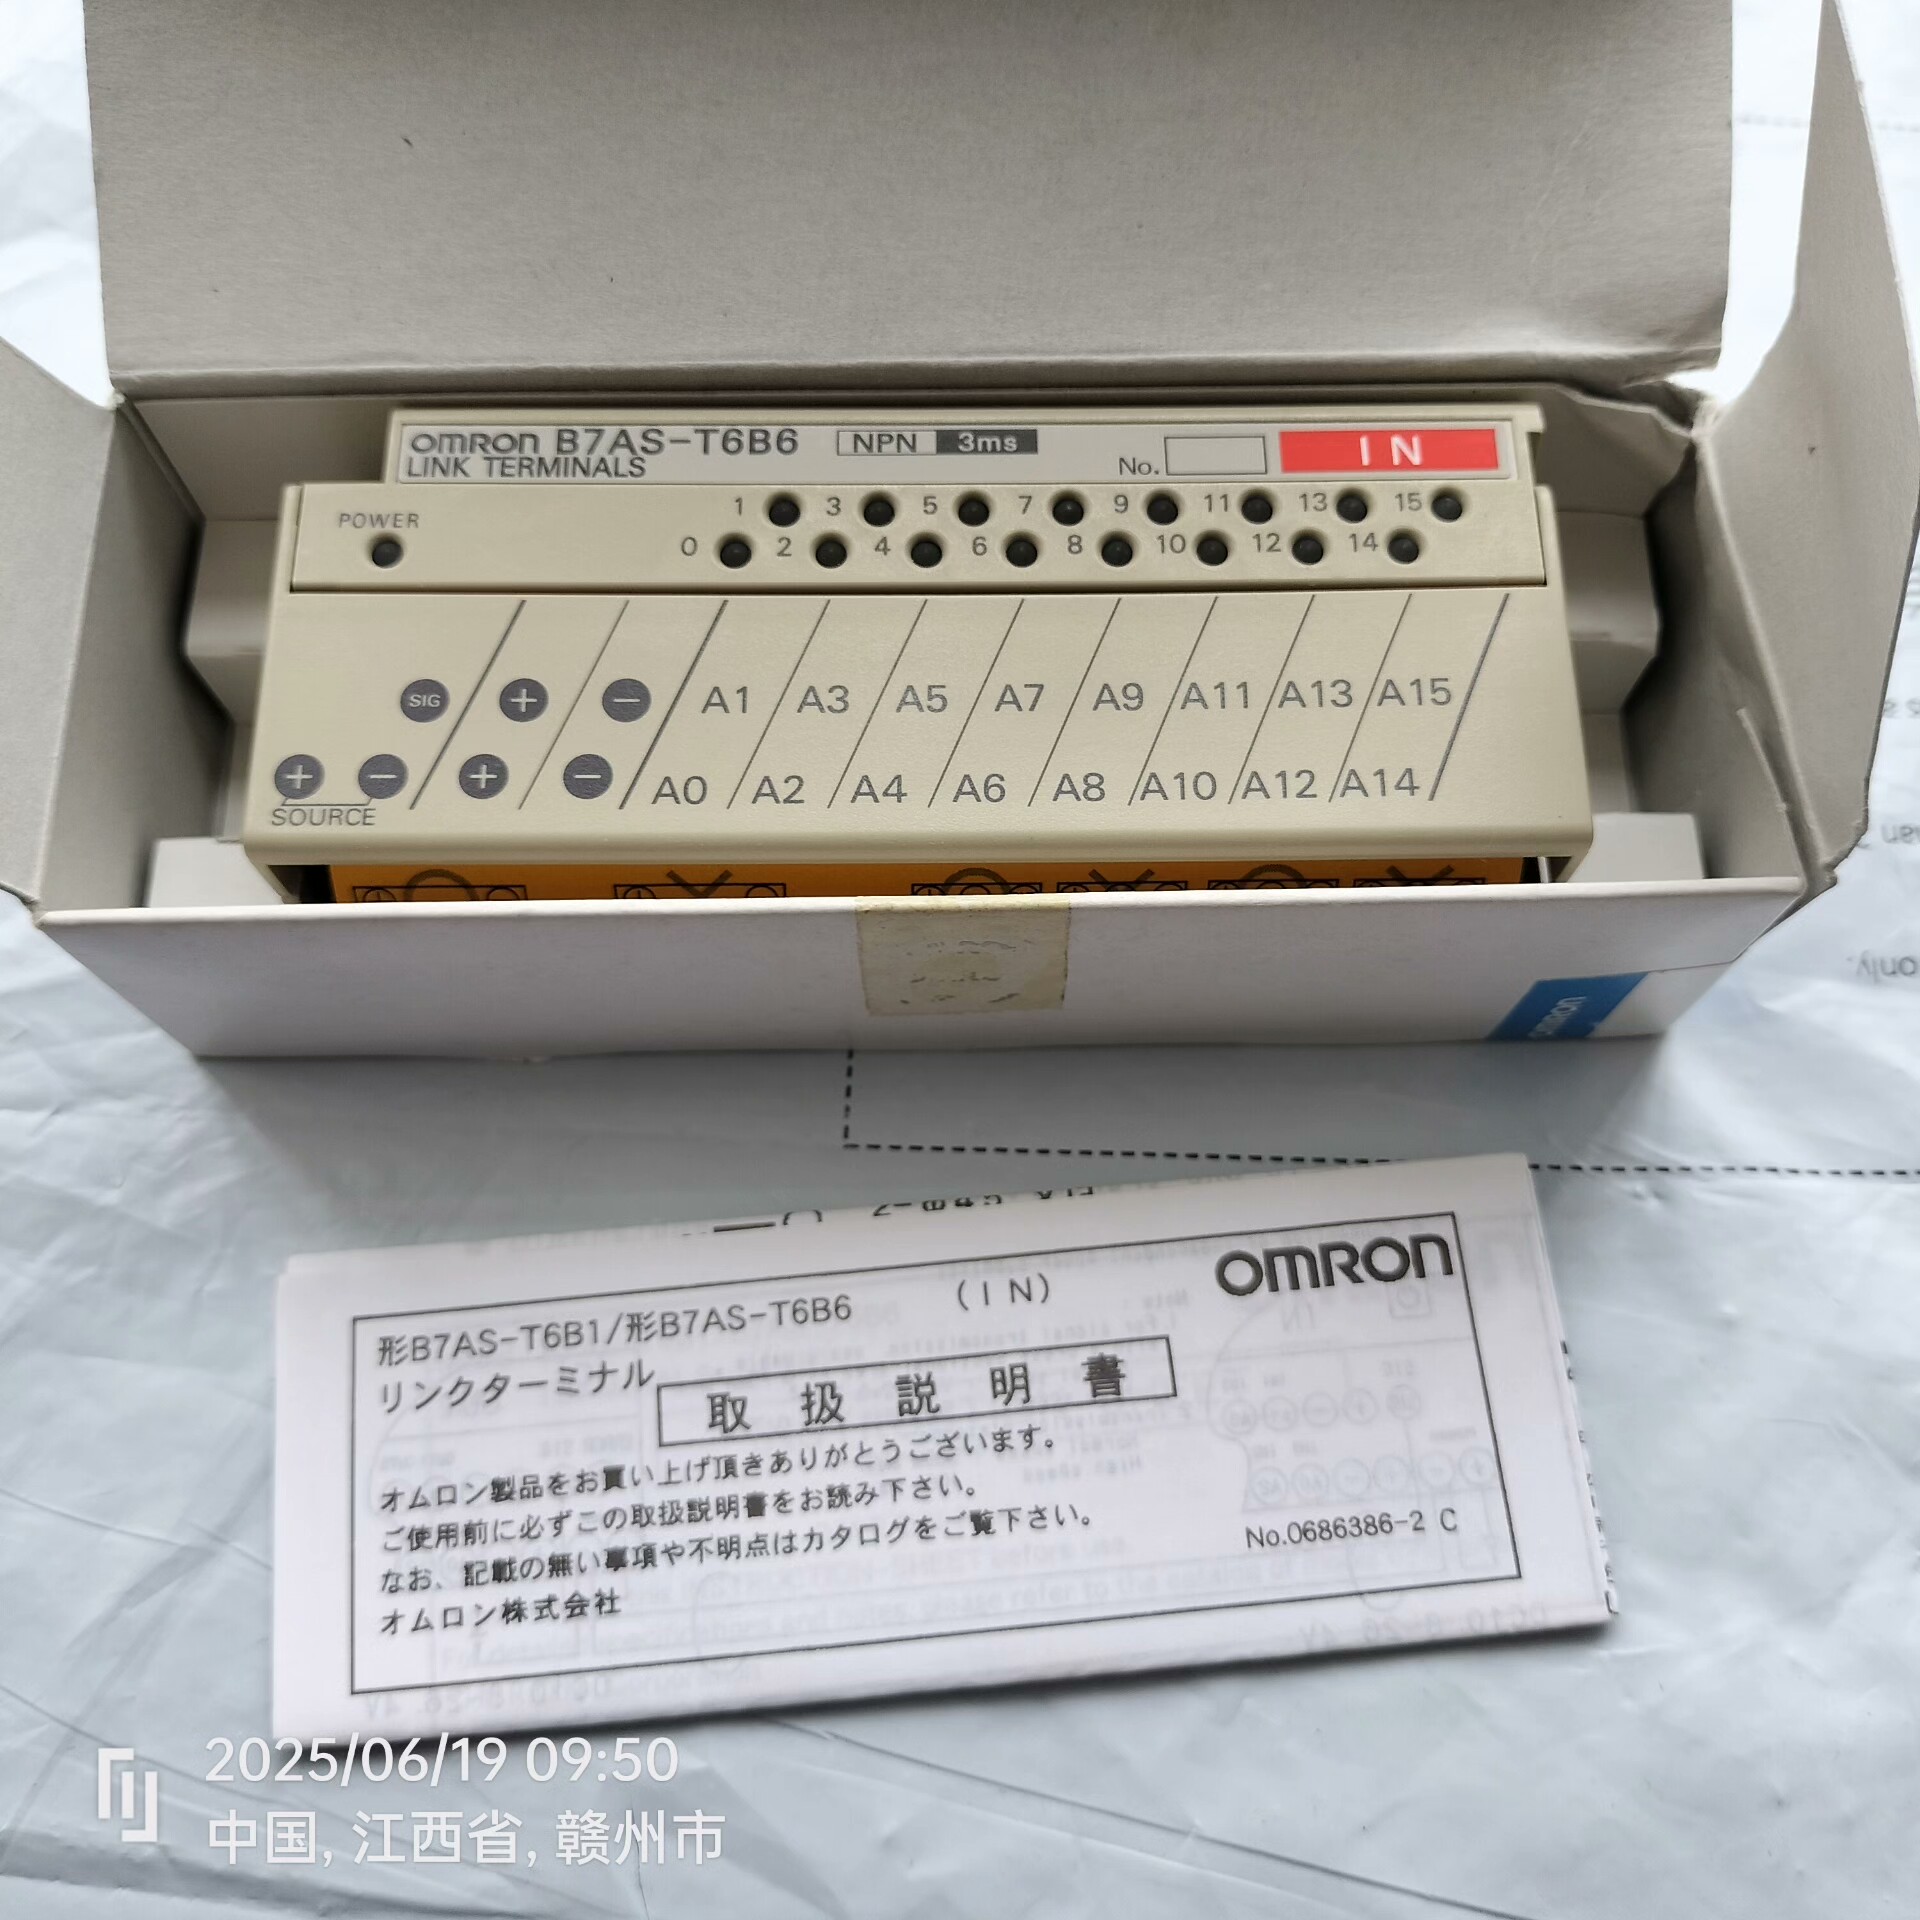 OMRON B7AS-T6B6 NPN 3ms
LINK TERMINALS
No.
IN
POWER
1 3 5 7 9 11 13 15
0 2 4 6 8 10 12 14
SIG + − A1 A3 A5 A7 A9 A11 A13 A15
+ − + − A0 A2 A4 A6 A8 A10 A12 A14
SOURCE
omron
only.
OMRON
形B7AS-T6B1/形B7AS-T6B6 (IN)
リンクターミナル
取扱説明書
オムロン製品をお買い上げ頂きありがとうございます。
ご使用前に必ずこの取扱説明書をお読み下さい。
なお、記載の無い事項や不明点はカタログをご覧下さい。
オムロン株式会社
No.0686386-2 C
2025/06/19 09:50
中国, 江西省, 赣州市